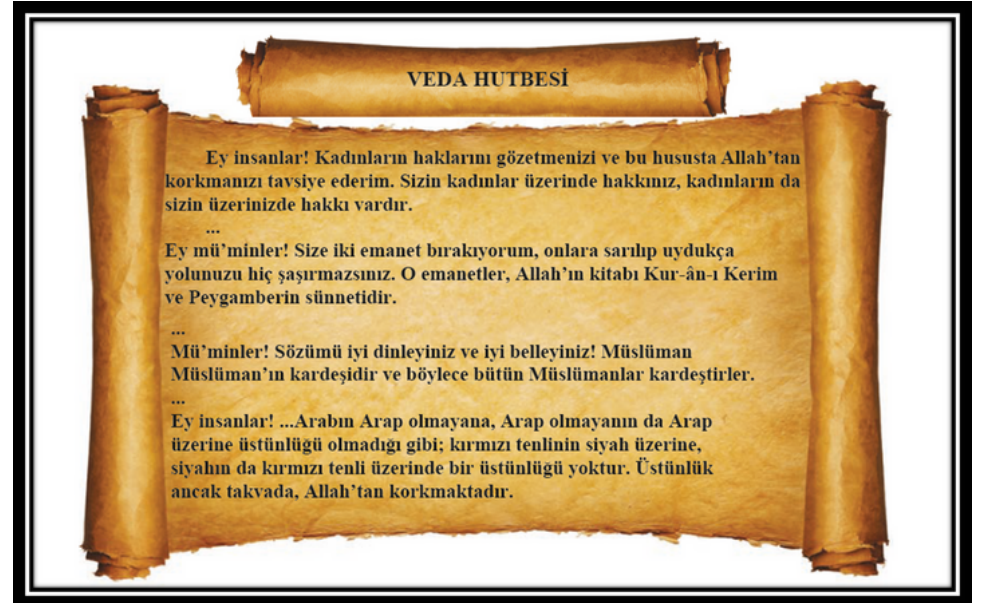 VEDA HUTBESİ
Ey insanlar! Kadınların haklarını gözetmenizi ve bu hususta Allah’tan
korkmanızı tavsiye ederim. Sizin kadınlar üzerinde hakkınız, kadınların da
sizin üzerinizde hakkı vardır.
...
Ey mü’minler! Size iki emanet bırakıyorum, onlara sarılıp uydukça
yolunuzu hiç şaşırmazsınız. O emanetler, Allah’ın kitabı Kur-ân-ı Kerim
ve Peygamberin sünnetidir.
...
Mü’minler! Sözümü iyi dinleyiniz ve iyi belleyiniz! Müslüman
Müslüman’ın kardeşidir ve böylece bütün Müslümanlar kardeştirler.
...
Ey insanlar! ...Arabın Arap olmayana, Arap olmayanın da Arap
üzerine üstünlüğü olmadığı gibi; kırmızı tenlinin siyah üzerine,
siyahın da kırmızı tenli üzerinde bir üstünlüğü yoktur. Üstünlük
ancak takvada, Allah’tan korkmaktadır.